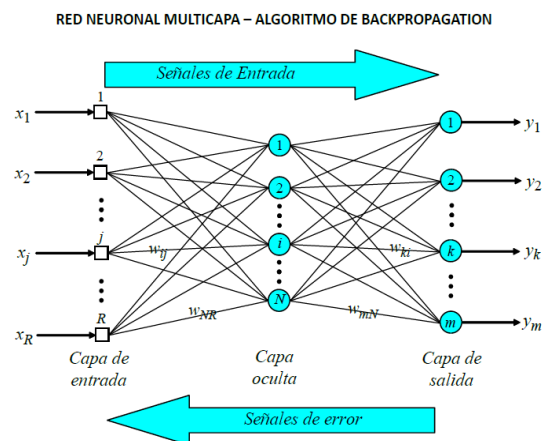 RED NEURONAL MULTICAPA – ALGORITMO DE BACKPROPAGATION
Señales de Entrada
x1
1
x2
2
xj
j
xR
R
1
2
i
N
wij
wNR
wki
wmN
1
y1
2
y2
k
yk
m
ym
Capa de
entrada
Capa
oculta
Capa de
salida
Señales de error